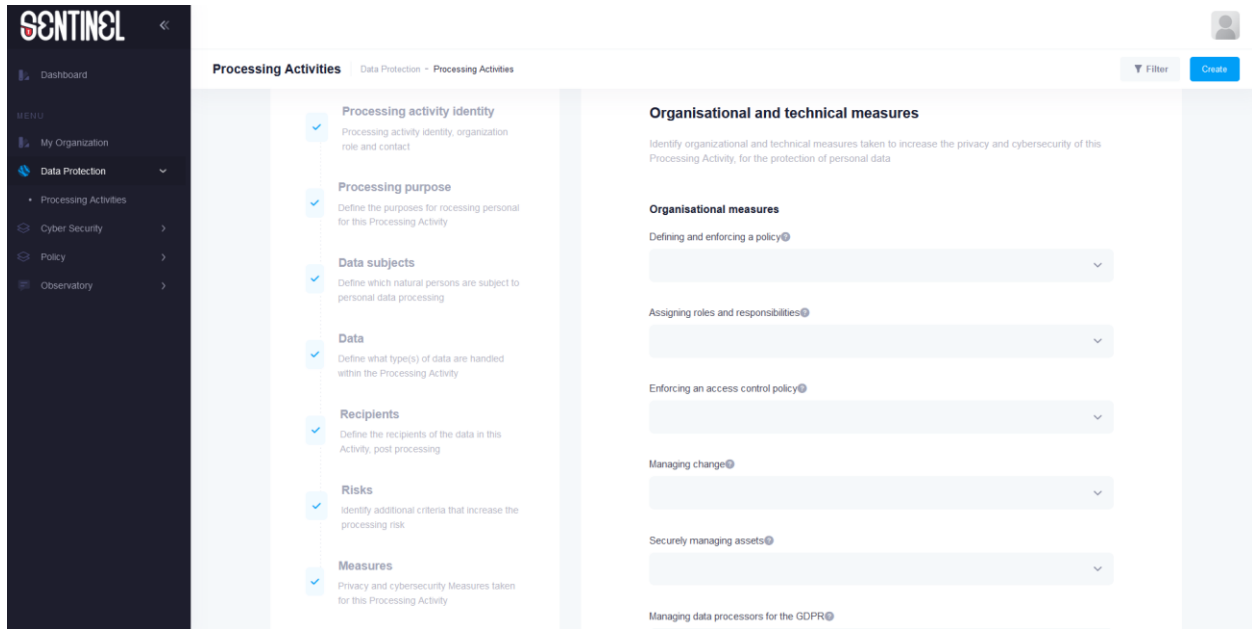 SENTINEL
Dashboard
MENU
My Organization
Data Protection
Processing Activities
Cyber Security
Policy
Observatory
Processing Activities
Data Protection - Processing Activities
Filter
Create
Processing activity identity
Processing activity identity, organization
role and contact
Processing purpose
Define the purposes for rocessing personal
for this Processing Activity
Data subjects
Define which natural persons are subject to
personal data processing
Data
Define what type(s) of data are handled
within the Processing Activity
Recipients
Define the recipients of the data in this
Activity, post processing
Risks
Identify additional criteria that increase the
processing risk
Measures
Privacy and cybersecurity Measures taken
for this Processing Activity
Organisational and technical measures
Identify organizational and technical measures taken to increase the privacy and cybersecurity of this
Processing Activity, for the protection of personal data
Organisational measures
Defining and enforcing a policy
Assigning roles and responsibilities
Enforcing an access control policy
Managing change
Securely managing assets
Managing data processors for the GDPR